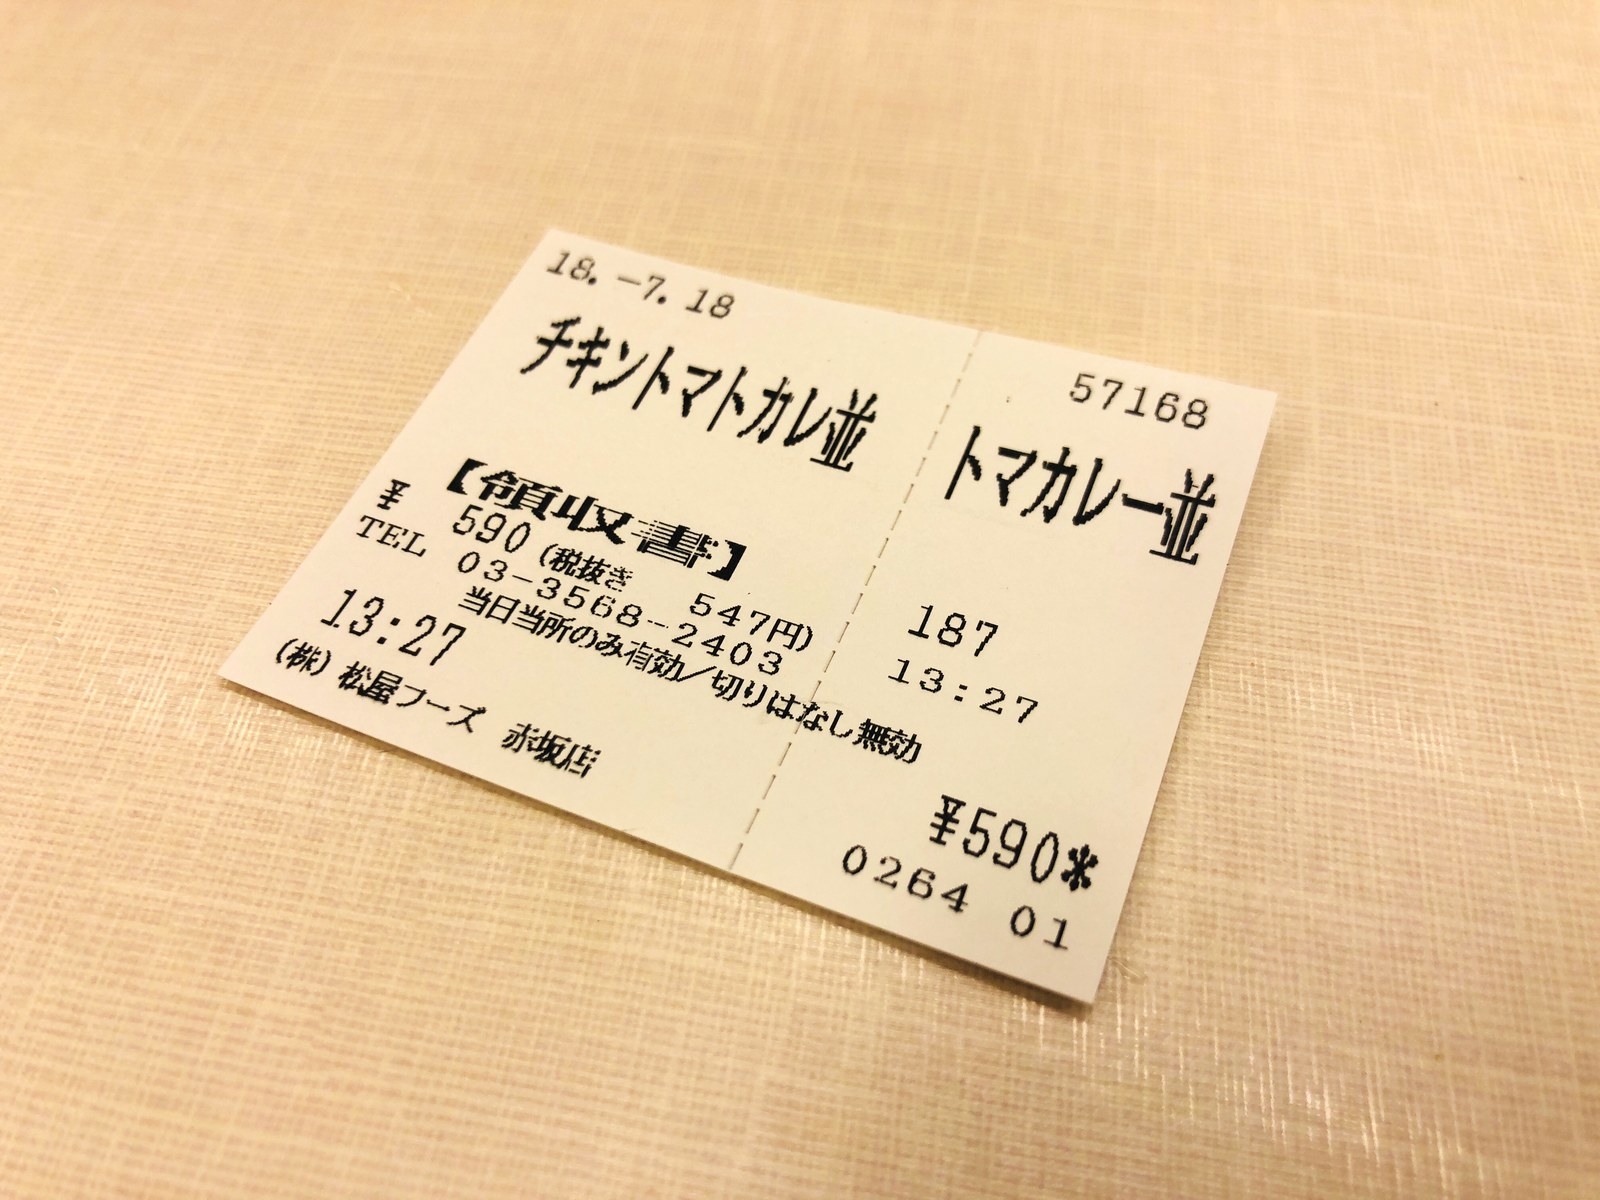 18.-7.18
チキントマトカレ並
【領収書】
¥ 590 (税抜き 547円)
TEL 03-3568-2403
当日当所のみ有効/切りはなし無効
13:27
(株) 松屋フーズ 赤坂店
57168
トマカレー並
187
13:27
¥590*
0264 01